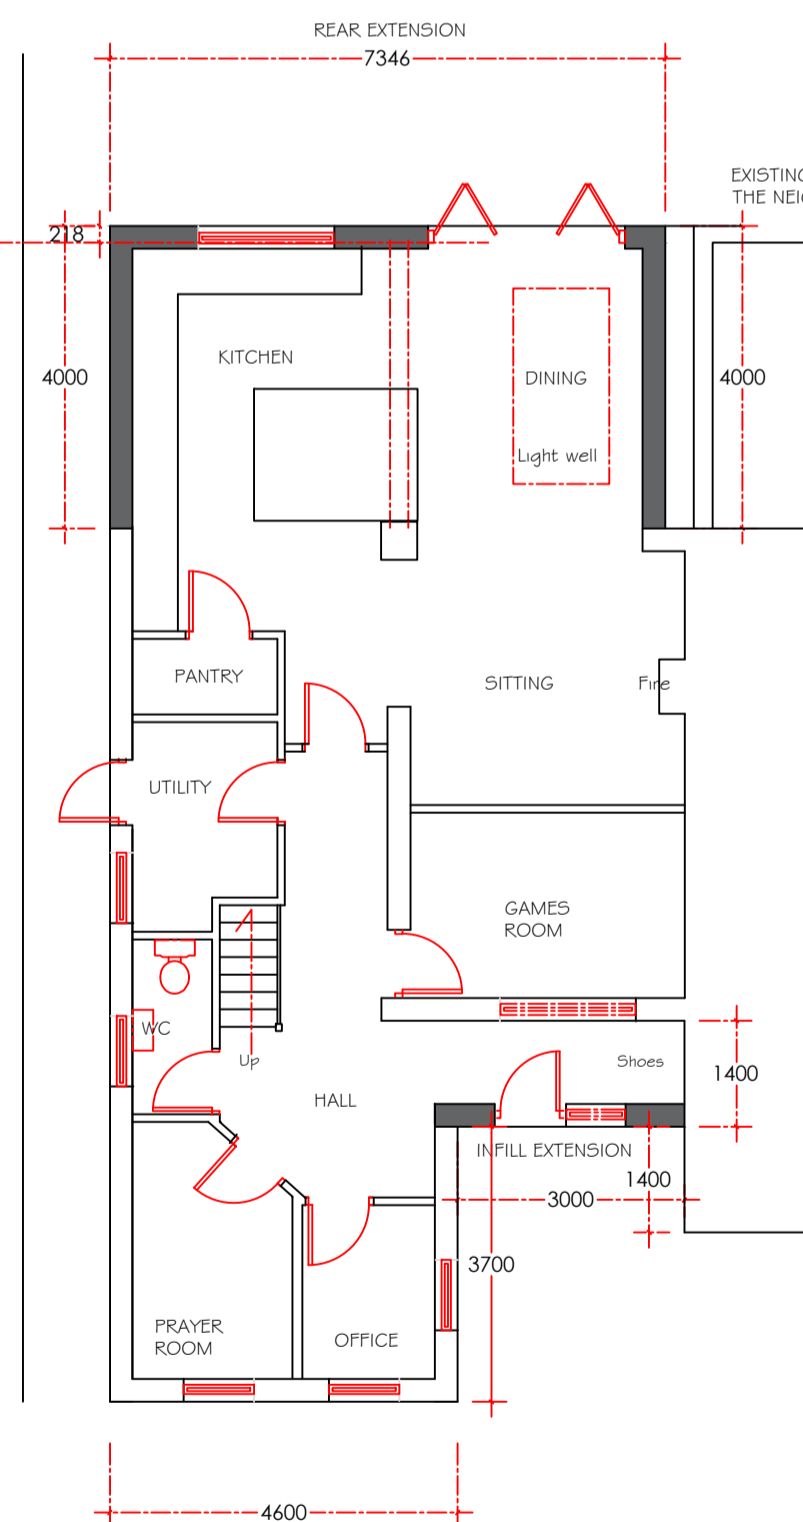 REAR EXTENSION
7346
EXISTING
THE NEI
218
4000
KITCHEN
DINING
4000
Light well
PANTRY
SITTING
Fire
UTILITY
GAMES
ROOM
WC
Up
Shoes
1400
HALL
INFILL EXTENSION
1400
3000
3700
PRAYER
ROOM
OFFICE
4600